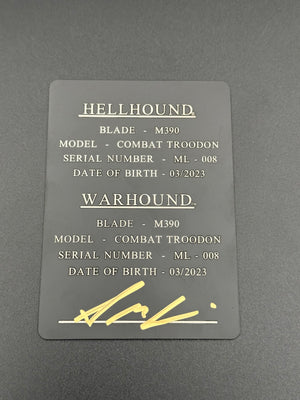 HELLHOUND
BLADE - M390
MODEL - COMBAT TROODON
SERIAL NUMBER - ML - 008
DATE OF BIRTH - 03/2023
WARHOUND
BLADE - M390
MODEL - COMBAT TROODON
SERIAL NUMBER - ML - 008
DATE OF BIRTH - 03/2023